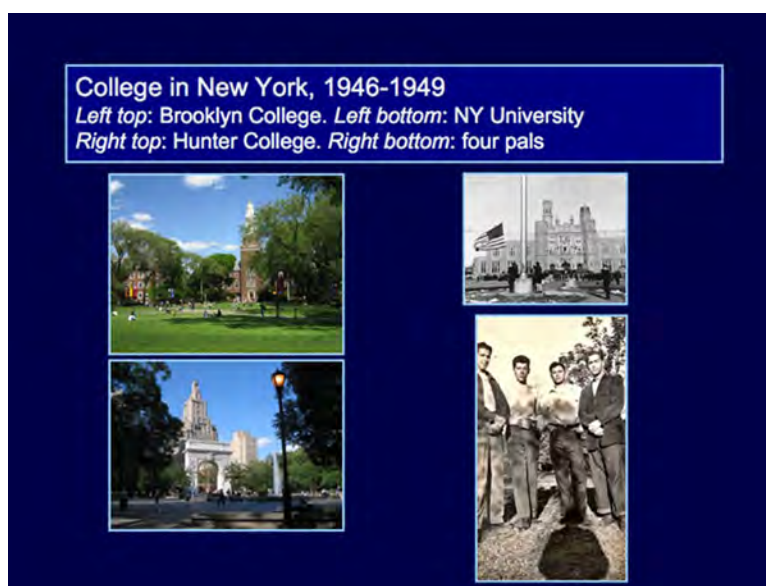 College in New York, 1946-1949
Left top: Brooklyn College. Left bottom: NY University
Right top: Hunter College. Right bottom: four pals